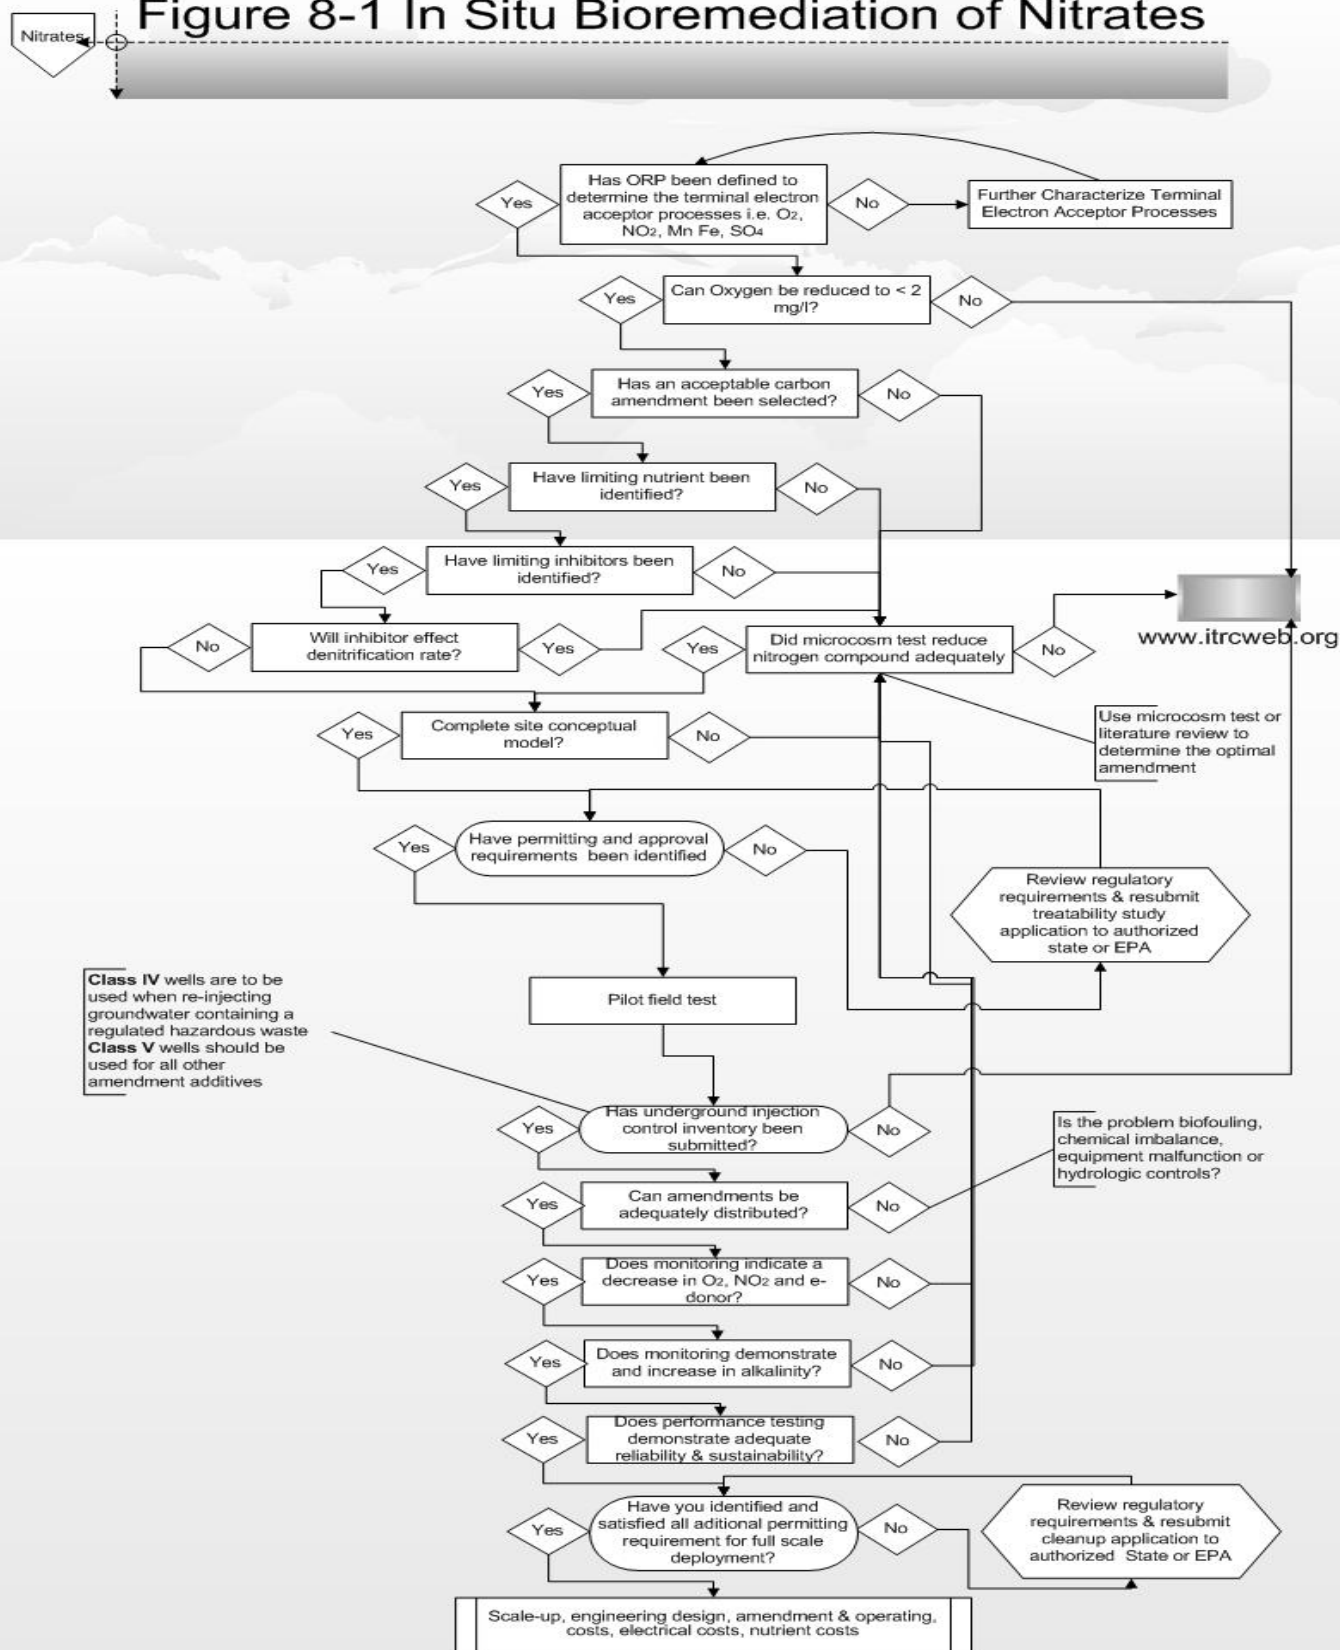 Figure 8-1 In Situ Bioremediation of Nitrates
Nitrates
Has ORP been defined to
determine the terminal electron
acceptor processes i.e. O2,
NO2, Mn Fe, SO4
Yes
No
Further Characterize Terminal
Electron Acceptor Processes
Can Oxygen be reduced to < 2
mg/l?
Yes
No
Has an acceptable carbon
amendment been selected?
Yes
No
Have limiting nutrient been
identified?
Yes
No
Have limiting inhibitors been
identified?
Yes
No
www.itrcweb.org
Will inhibitor effect
denitrification rate?
No
Yes
Did microcosm test reduce
nitrogen compound adequately
Yes
No
Use microcosm test or
literature review to
determine the optimal
amendment
Complete site conceptual
model?
Yes
No
Have permitting and approval
requirements been identified
Yes
No
Review regulatory
requirements & resubmit
treatability study
application to authorized
state or EPA
Pilot field test
Class IV wells are to be
used when re-injecting
groundwater containing a
regulated hazardous waste
Class V wells should be
used for all other
amendment additives
Has underground injection
control inventory been
submitted?
Yes
No
Is the problem biofouling,
chemical imbalance,
equipment malfunction or
hydrologic controls?
Can amendments be
adequately distributed?
Yes
No
Does monitoring indicate a
decrease in O2, NO2 and e-
donor?
Yes
No
Does monitoring demonstrate
and increase in alkalinity?
Yes
No
Does performance testing
demonstrate adequate
reliability & sustainability?
Yes
No
Have you identified and
satisfied all aditional permitting
requirement for full scale
deployment?
Yes
No
Review regulatory
requirements & resubmit
cleanup application to
authorized State or EPA
Scale-up, engineering design, amendment & operating,
costs, electrical costs, nutrient costs